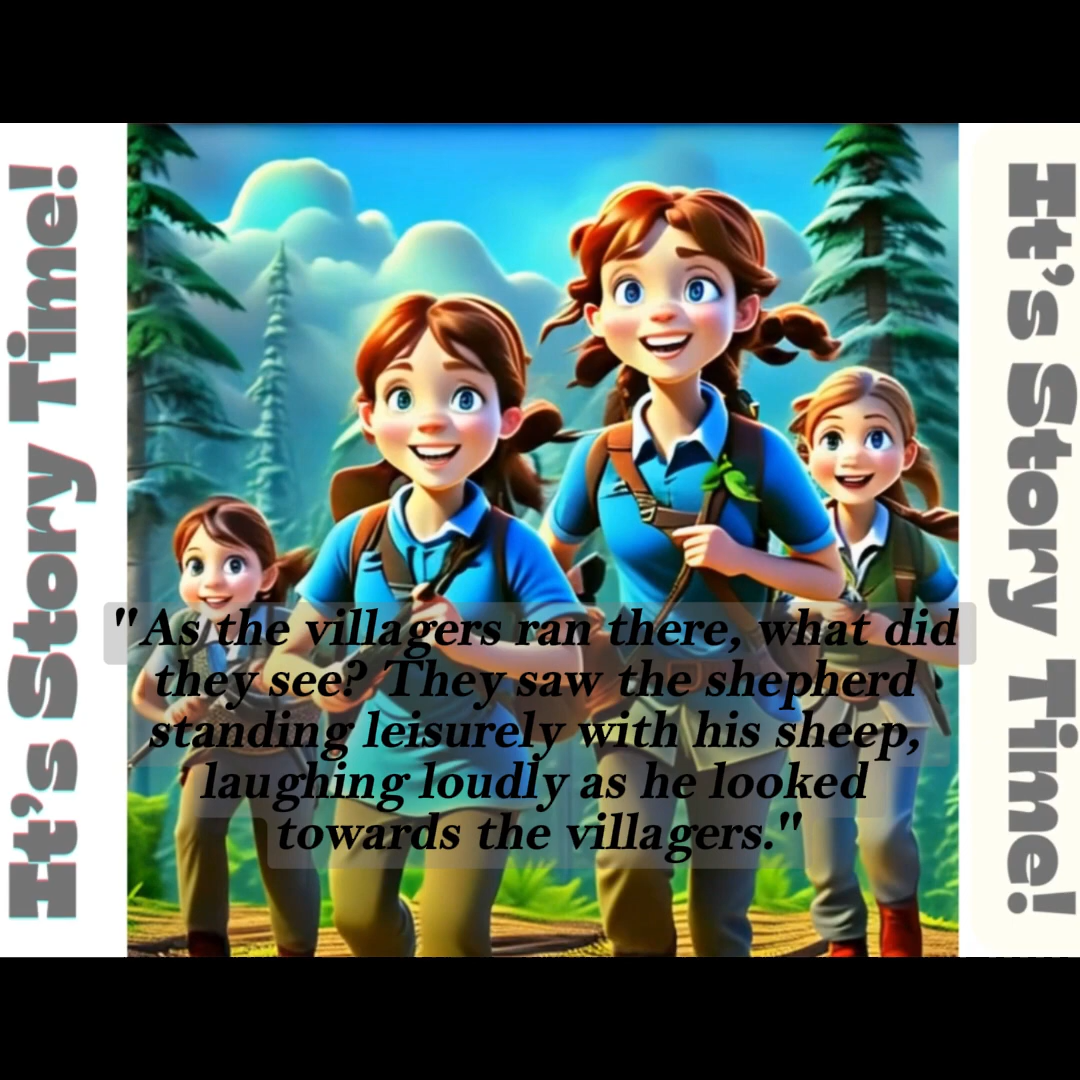 It's Story Time!
"As the villagers ran there, what did
they see? They saw the shepherd
standing leisurely with his sheep,
laughing loudly as he looked
towards the villagers."
It's Story Time!